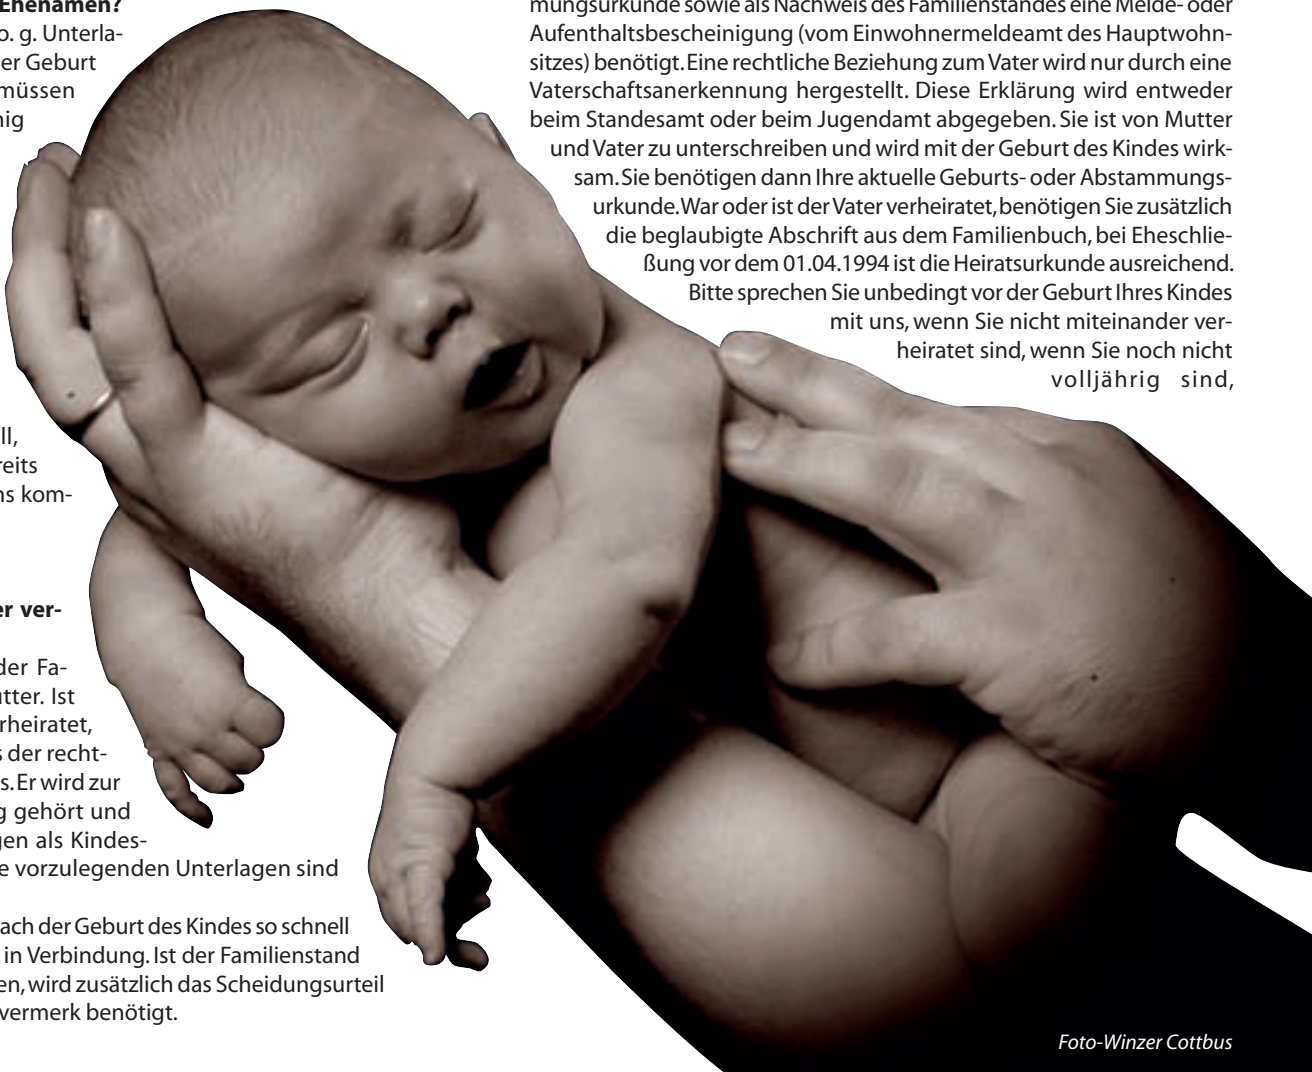 Ehenamen?
o. g. Unterla-
er Geburt
müssen
ll,
reits
ns kom-
er ver-
der Fa-
utter. Ist
rheiratet,
s der recht-
s. Er wird zur
g gehört und
gen als Kindes-
e vorzulegenden Unterlagen sind
ach der Geburt des Kindes so schnell
in Verbindung. Ist der Familienstand
en, wird zusätzlich das Scheidungsurteil
vermerk benötigt.
mungsurkunde sowie als Nachweis des Familienstandes eine Melde- oder
Aufenthaltsbescheinigung (vom Einwohnermeldeamt des Hauptwohn-
sitzes) benötigt. Eine rechtliche Beziehung zum Vater wird nur durch eine
Vaterschaftsanerkennung hergestellt. Diese Erklärung wird entweder
beim Standesamt oder beim Jugendamt abgegeben. Sie ist von Mutter
und Vater zu unterschreiben und wird mit der Geburt des Kindes wirk-
sam. Sie benötigen dann Ihre aktuelle Geburts- oder Abstammungs-
urkunde. War oder ist der Vater verheiratet, benötigen Sie zusätzlich
die beglaubigte Abschrift aus dem Familienbuch, bei Eheschlie-
ßung vor dem 01.04.1994 ist die Heiratsurkunde ausreichend.
Bitte sprechen Sie unbedingt vor der Geburt Ihres Kindes
mit uns, wenn Sie nicht miteinander ver-
heiratet sind, wenn Sie noch nicht
volljährig sind,
Foto-Winzer Cottbus